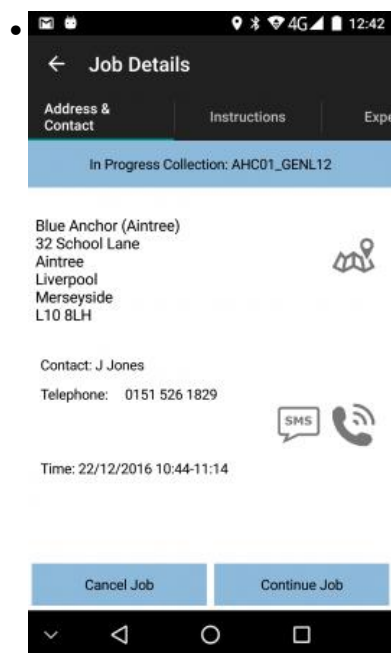 4G 12:42
Job Details
Address &
Contact
Instructions
Expe
In Progress Collection: AHC01_GENL12
Blue Anchor (Aintree)
32 School Lane
Aintree
Liverpool
Merseyside
L10 8LH
Contact: J Jones
Telephone: 0151 526 1829
SMS
Time: 22/12/2016 10:44-11:14
Cancel Job
Continue Job